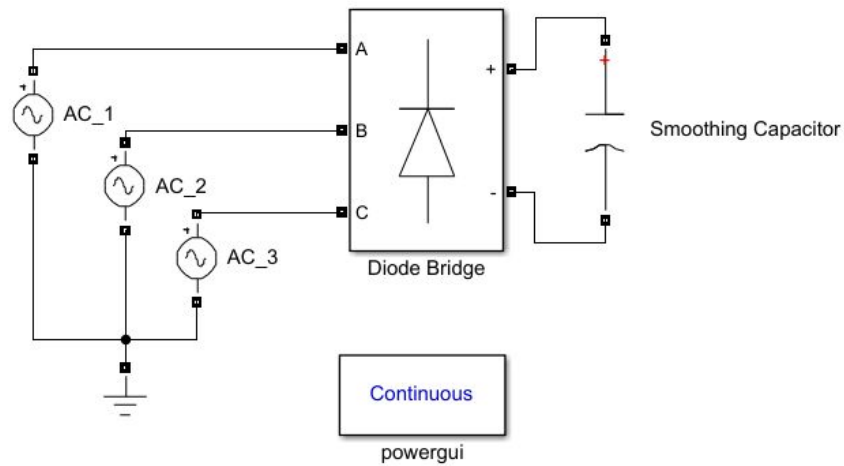 A
+
+
+
AC_1
B
Smoothing Capacitor
+
AC_2
-
C
+
AC_3
Diode Bridge
Continuous
powergui